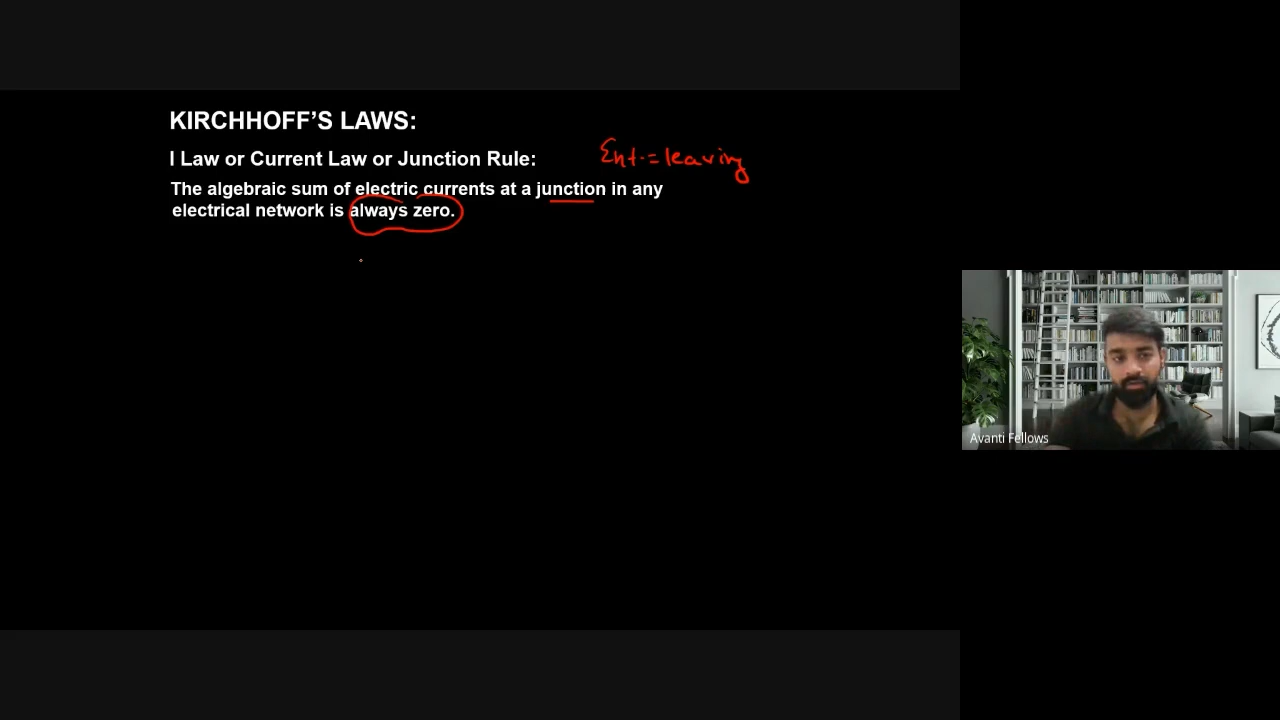 KIRCHHOFF’S LAWS:
I Law or Current Law or Junction Rule:
Ent. = leaving
The algebraic sum of electric currents at a junction in any
electrical network is always zero.
Avanti Fellows